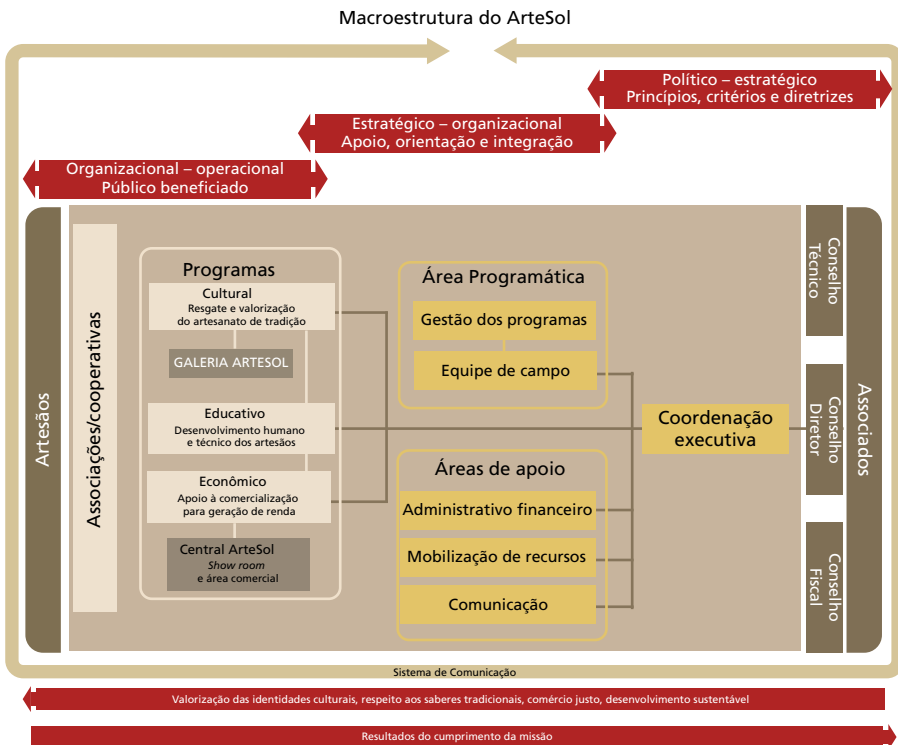 Macroestrutura do ArteSol
Político – estratégico
Princípios, critérios e diretrizes
Estratégico – organizacional
Apoio, orientação e integração
Organizacional – operacional
Público beneficiado
Artesãos
Associações/cooperativas
Programas
Cultural
Resgate e valorização
do artesanato de tradição
GALERIA ARTESOL
Educativo
Desenvolvimento humano
e técnico dos artesãos
Econômico
Apoio à comercialização
para geração de renda
Central ArteSol
Show room
e área comercial
Área Programática
Gestão dos programas
Equipe de campo
Áreas de apoio
Administrativo financeiro
Mobilização de recursos
Comunicação
Coordenação
executiva
Conselho
Técnico
Conselho
Diretor
Conselho
Fiscal
Associados
Sistema de Comunicação
Valorização das identidades culturais, respeito aos saberes tradicionais, comércio justo, desenvolvimento sustentável
Resultados do cumprimento da missão